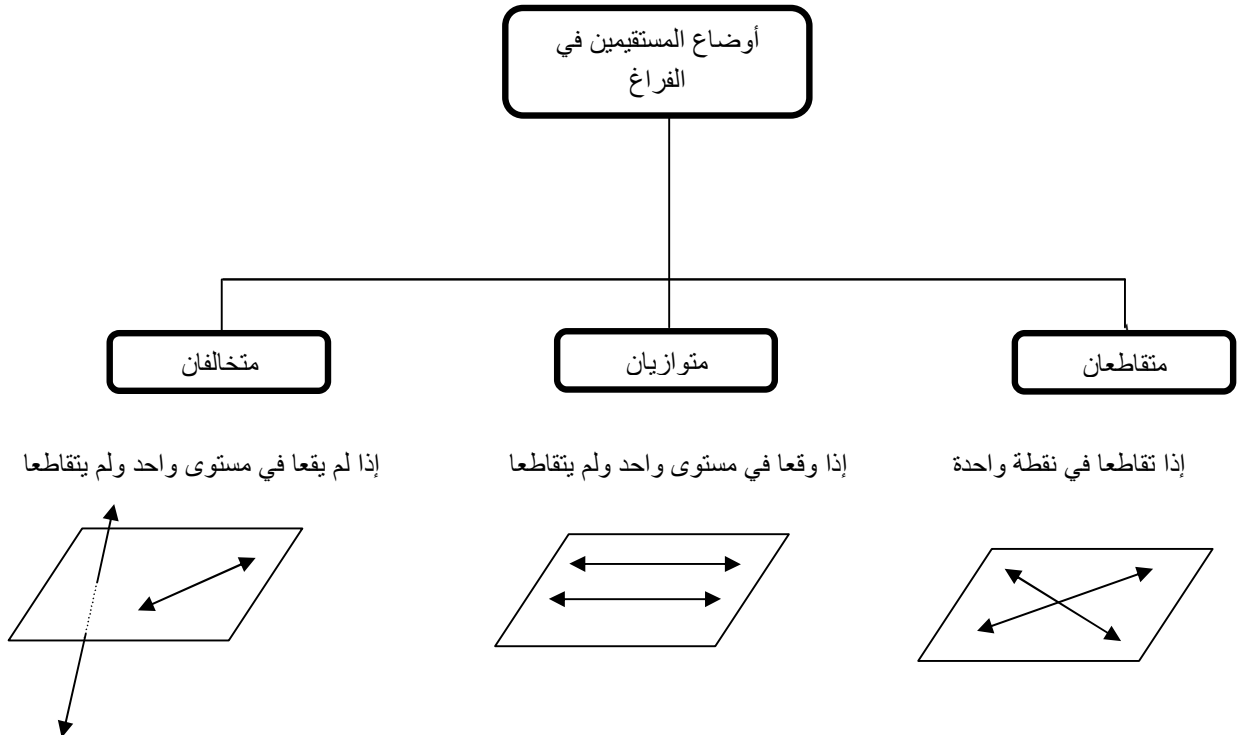 أوضاع المستقيمين في
الفراغ
متقاطعان
متوازيان
متخالفان
إذا تقاطعا في نقطة واحدة
إذا وقعا في مستوى واحد ولم يتقاطعا
إذا لم يقعا في مستوى واحد ولم يتقاطعا